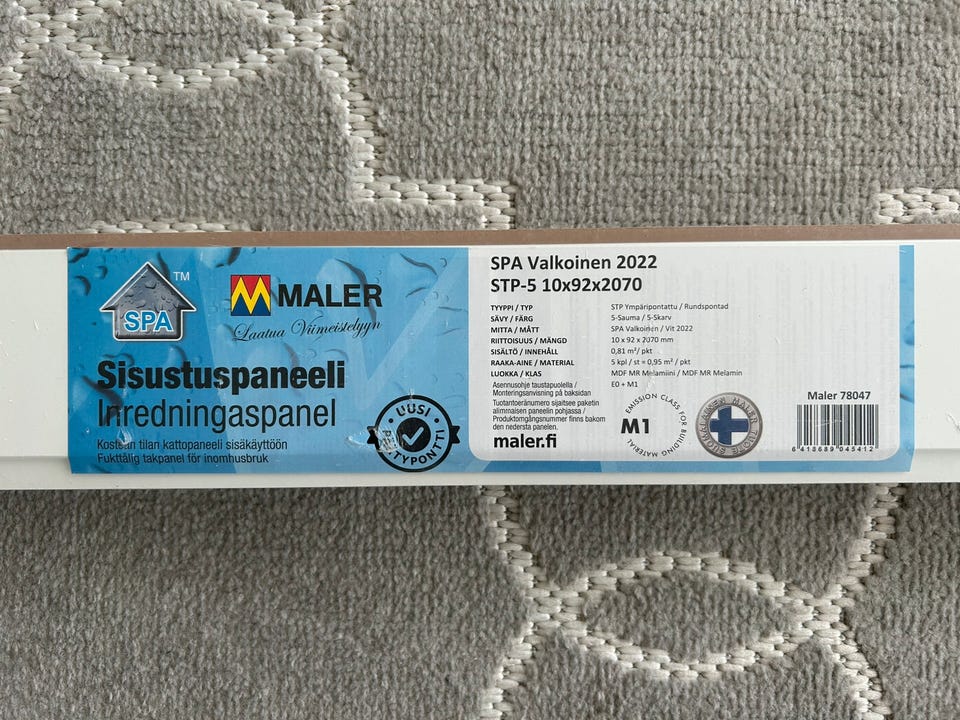 SPA
TM
MALER
Laatua Viimeistelyyn
Sisustuspaneeli
Inredningaspanel
Kostean tilan kattopaneeli sisäkäyttöön
Fukttålig takpanel för inomhusbruk
UUSI
TYPONTTI
SPA Valkoinen 2022
STP-5 10x92x2070
TYYPPI / TYP
STP Ympäripontattu / Rundspontad
SÄVY / FÄRG
5-Sauma / 5-Skarv
MITTA / MÅTT
SPA Valkoinen / Vit 2022
RIITTOISUUS / MÄNGD
10 x 92 x 2070 mm
SISÄLTÖ / INNEHÅLL
0,81 m²/ pkt
RAAKA-AINE / MATERIAL
5 kpl / st = 0,95 m² / pkt
LUOKKA / KLAS
MDF MR Melamiini / MDF MR Melamin
E0 + M1
Asennusohje taustapuolella /
Monteringsanvisning på baksidan
Tuotantoeränumero sijaitsee paketin
alimmaisen paneelin pohjassa /
Produktomgångsnummer finns bakom
den nedersta panelen.
maler.fi
M1
EMISSION CLASS FOR BUILDING MATERIAL
SUOMALAINEN TUOTE
Maler 78047
6 418689 045412